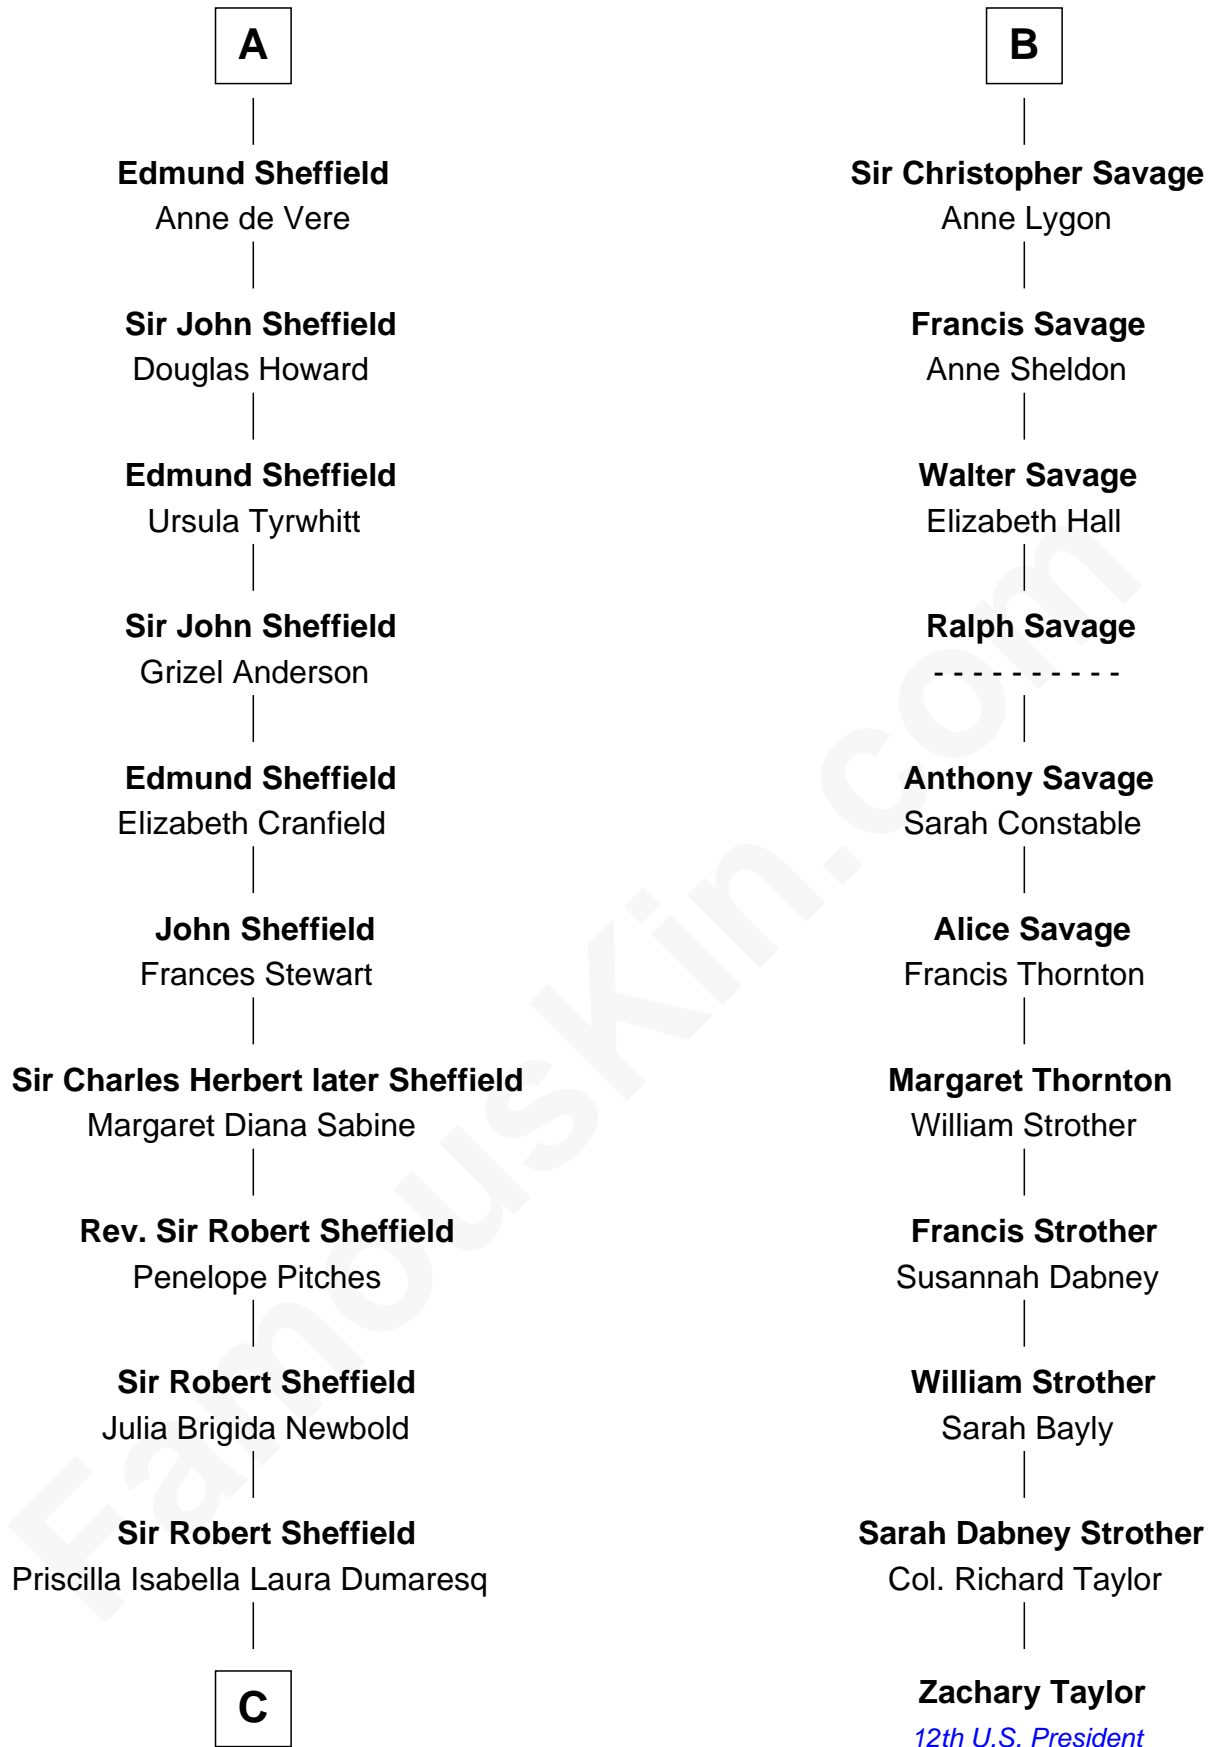 A
Edmund Sheffield
Anne de Vere
Sir John Sheffield
Douglas Howard
Edmund Sheffield
Ursula Tyrwhitt
Sir John Sheffield
Grizel Anderson
Edmund Sheffield
Elizabeth Cranfield
John Sheffield
Frances Stewart
Sir Charles Herbert later Sheffield
Margaret Diana Sabine
Rev. Sir Robert Sheffield
Penelope Pitches
Sir Robert Sheffield
Julia Brigida Newbold
Sir Robert Sheffield
Priscilla Isabella Laura Dumaresq
C
B
Sir Christopher Savage
Anne Lygon
Francis Savage
Anne Sheldon
Walter Savage
Elizabeth Hall
Ralph Savage
- - - - - - - - - -
Anthony Savage
Sarah Constable
Alice Savage
Francis Thornton
Margaret Thornton
William Strother
Francis Strother
Susannah Dabney
William Strother
Sarah Bayly
Sarah Dabney Strother
Col. Richard Taylor
Zachary Taylor
12th U.S. President
FamousKin.com